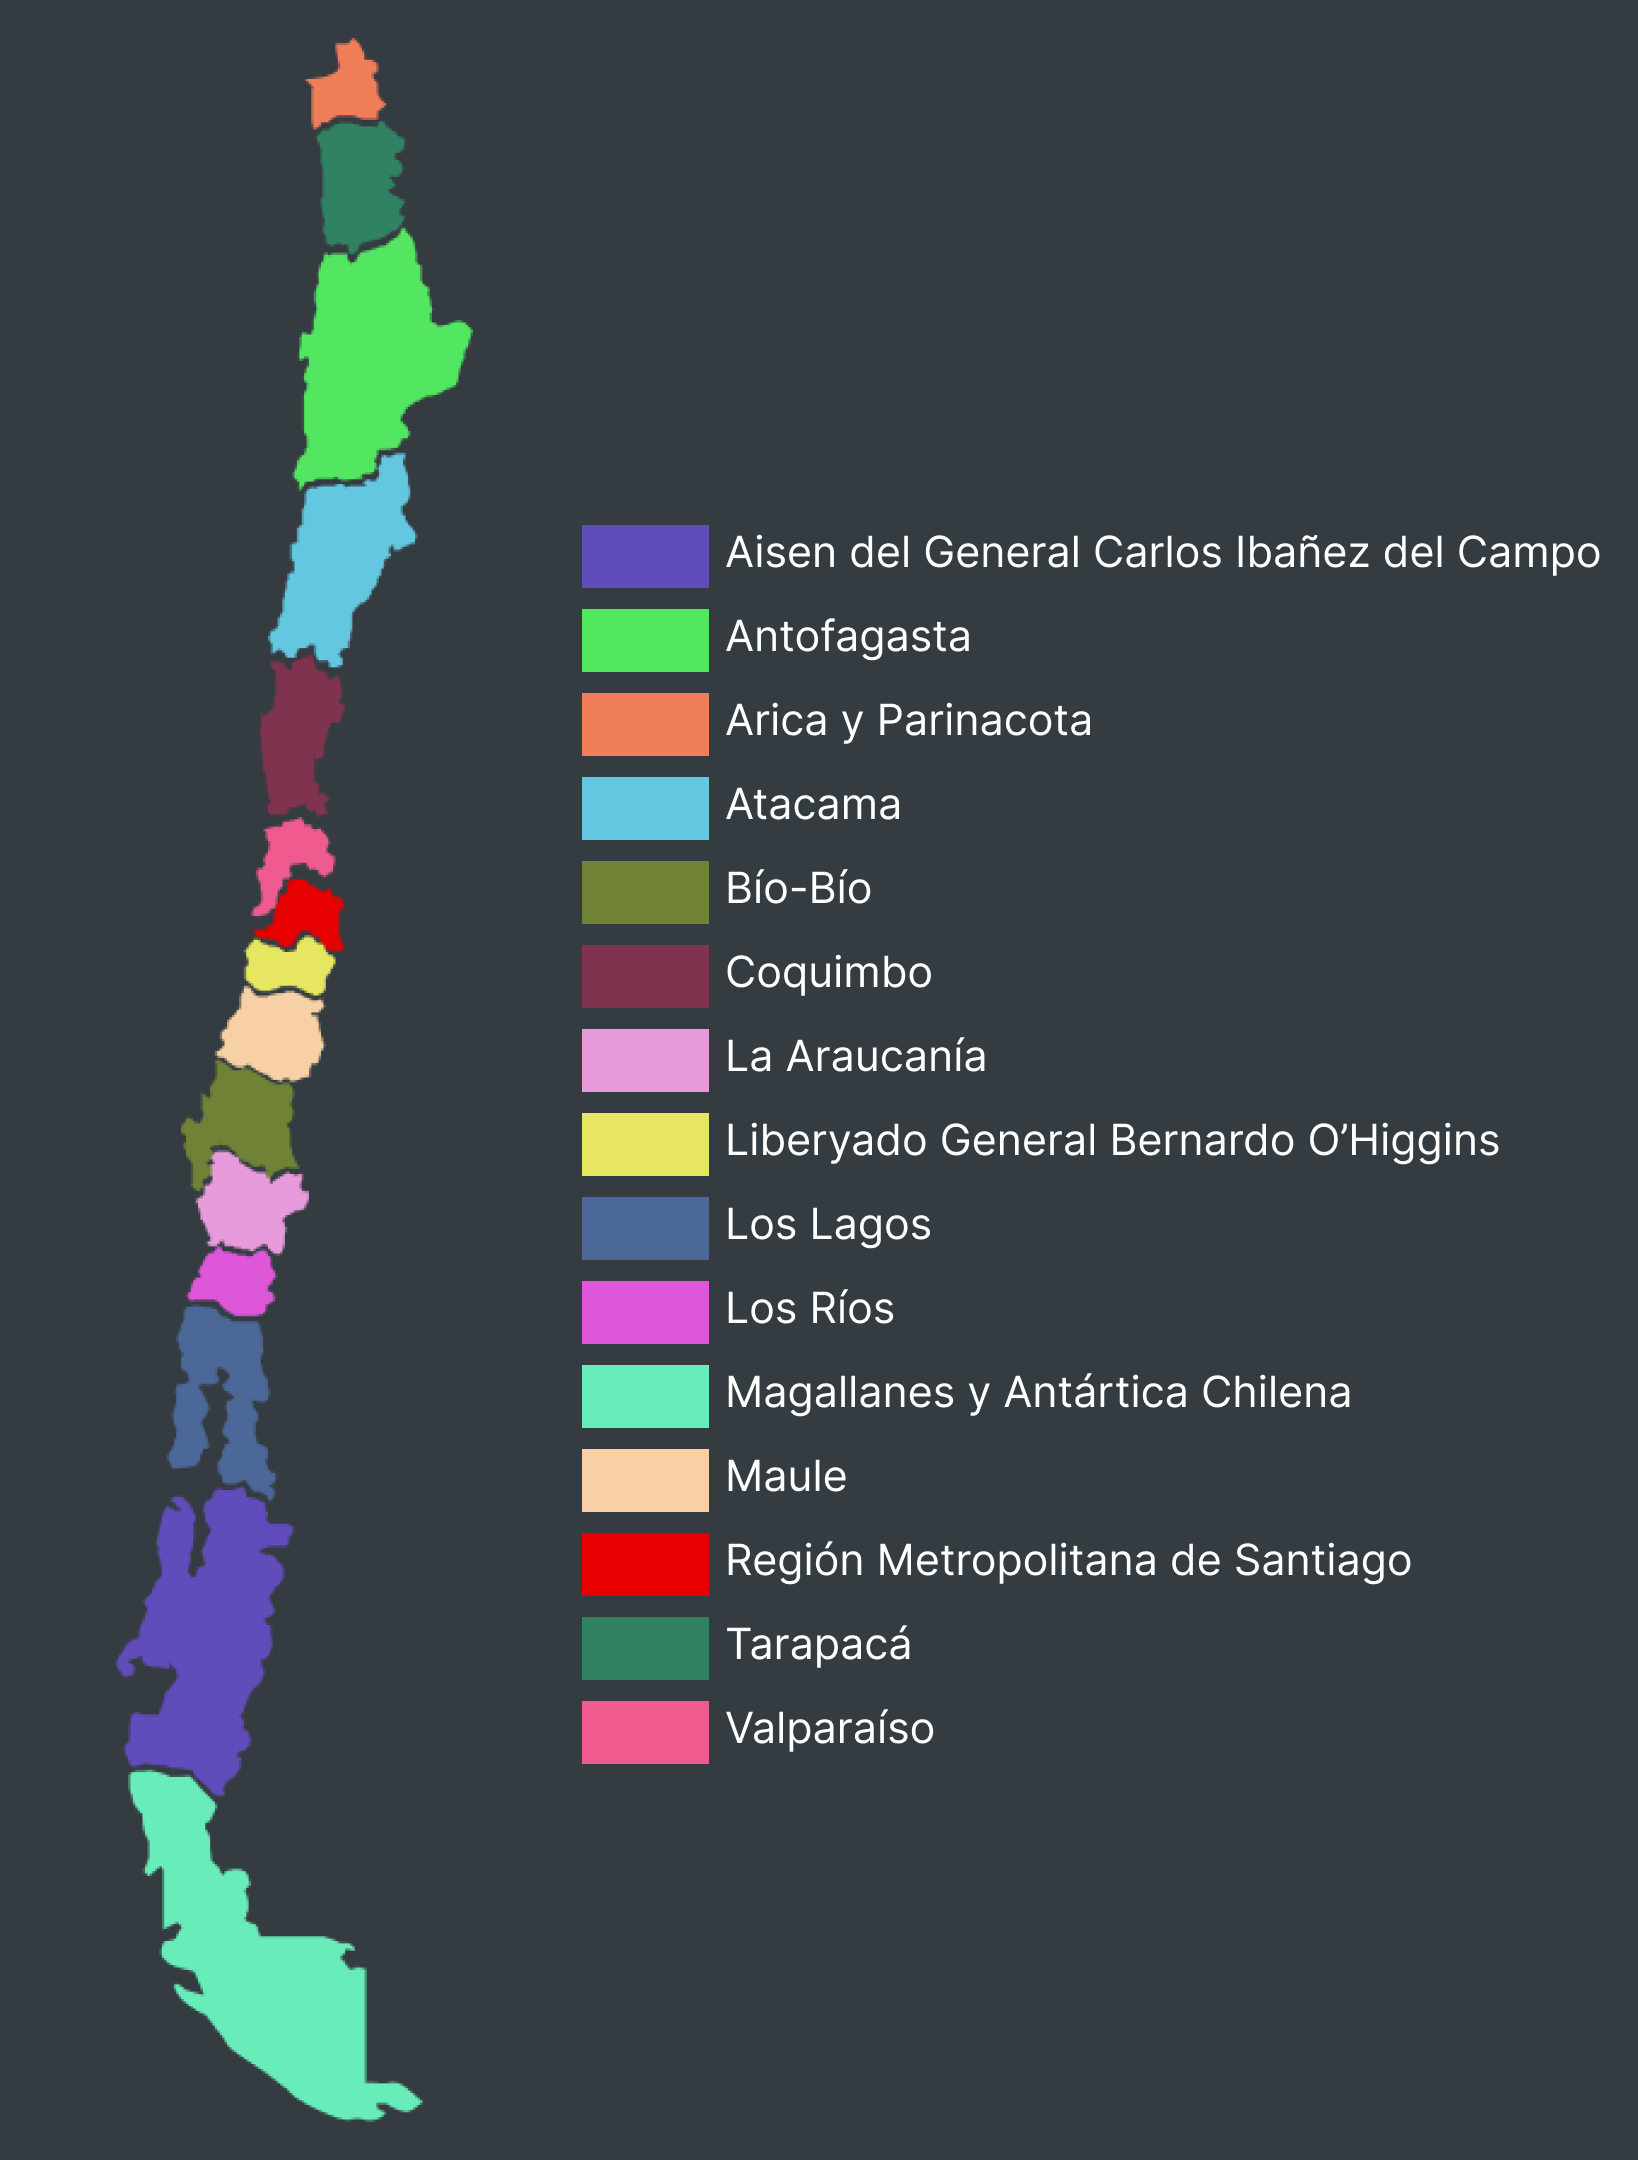 Aisen del General Carlos Ibañez del Campo
Antofagasta
Arica y Parinacota
Atacama
Bío-Bío
Coquimbo
La Araucanía
Liberyado General Bernardo O’Higgins
Los Lagos
Los Ríos
Magallanes y Antártica Chilena
Maule
Región Metropolitana de Santiago
Tarapacá
Valparaíso